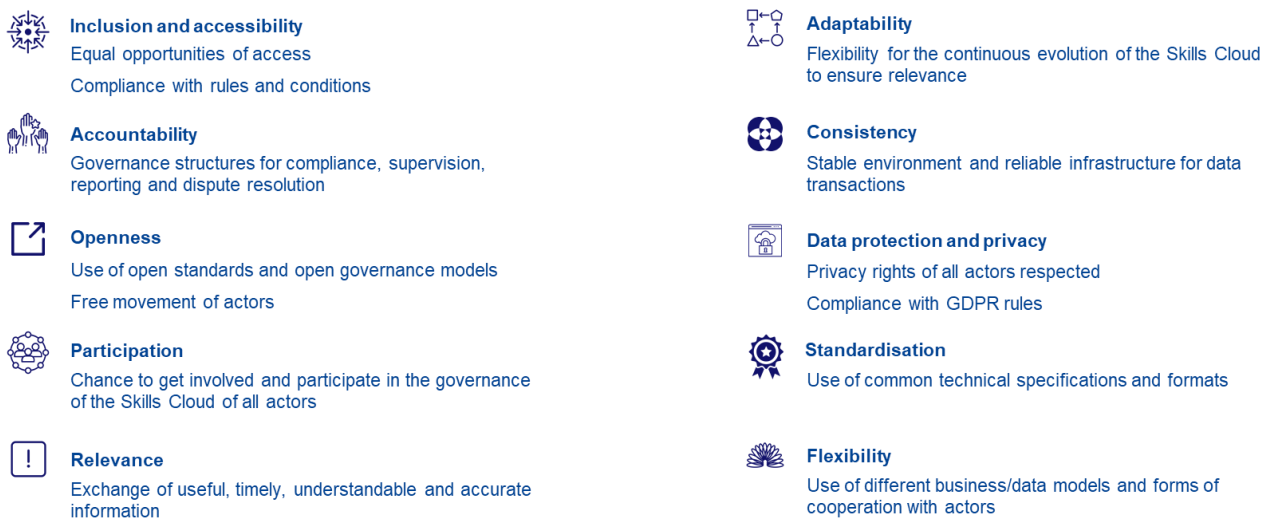 Inclusion and accessibility
Equal opportunities of access
Compliance with rules and conditions
Accountability
Governance structures for compliance, supervision,
reporting and dispute resolution
Openness
Use of open standards and open governance models
Free movement of actors
Participation
Chance to get involved and participate in the governance
of the Skills Cloud of all actors
Relevance
Exchange of useful, timely, understandable and accurate
information
Adaptability
Flexibility for the continuous evolution of the Skills Cloud
to ensure relevance
Consistency
Stable environment and reliable infrastructure for data
transactions
Data protection and privacy
Privacy rights of all actors respected
Compliance with GDPR rules
Standardisation
Use of common technical specifications and formats
Flexibility
Use of different business/data models and forms of
cooperation with actors